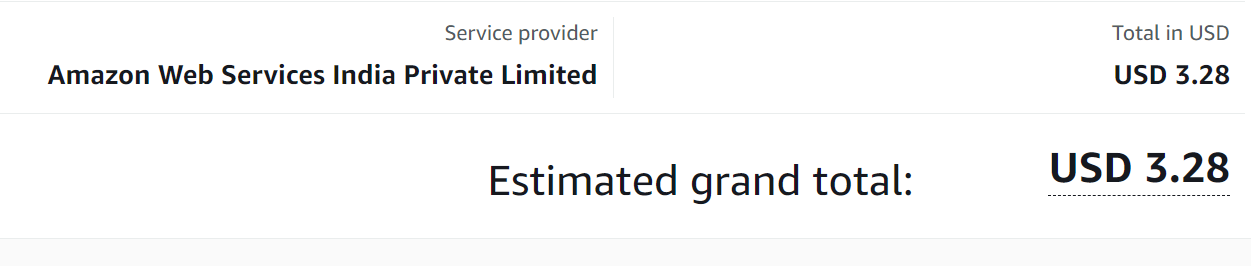 Service provider
Total in USD
Amazon Web Services India Private Limited
USD 3.28
Estimated grand total:
USD 3.28